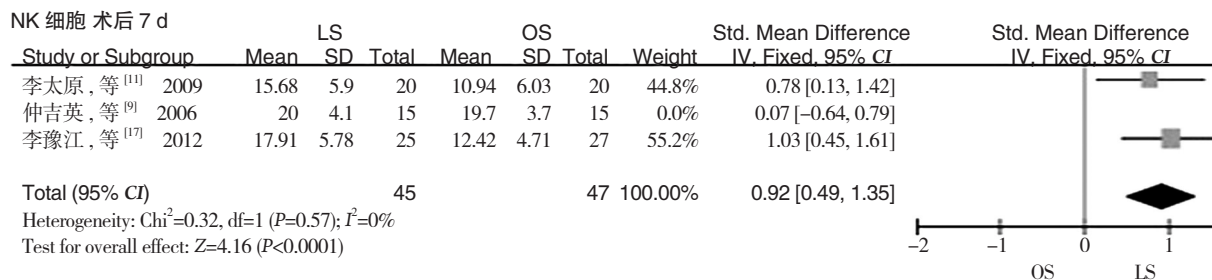 NK 细胞 术后 7 d
LS OS Std. Mean Difference Std. Mean Difference
Study or Subgroup Mean SD Total Mean SD Total Weight IV, Fixed, 95% CI IV, Fixed, 95% CI
李太原 , 等 [11] 2009 15.68 5.9 20 10.94 6.03 20 44.8% 0.78 [0.13, 1.42]
仲吉英, 等 [9] 2006 20 4.1 15 19.7 3.7 15 0.0% 0.07 [−0.64, 0.79]
李豫江, 等 [17] 2012 17.91 5.78 25 12.42 4.71 27 55.2% 1.03 [0.45, 1.61]
Total (95% CI) 45 47 100.00% 0.92 [0.49, 1.35]
Heterogeneity: Chi²=0.32, df=1 (P=0.57); I²=0%
Test for overall effect: Z=4.16 (P<0.0001)
−2 −1 0 1
OS LS